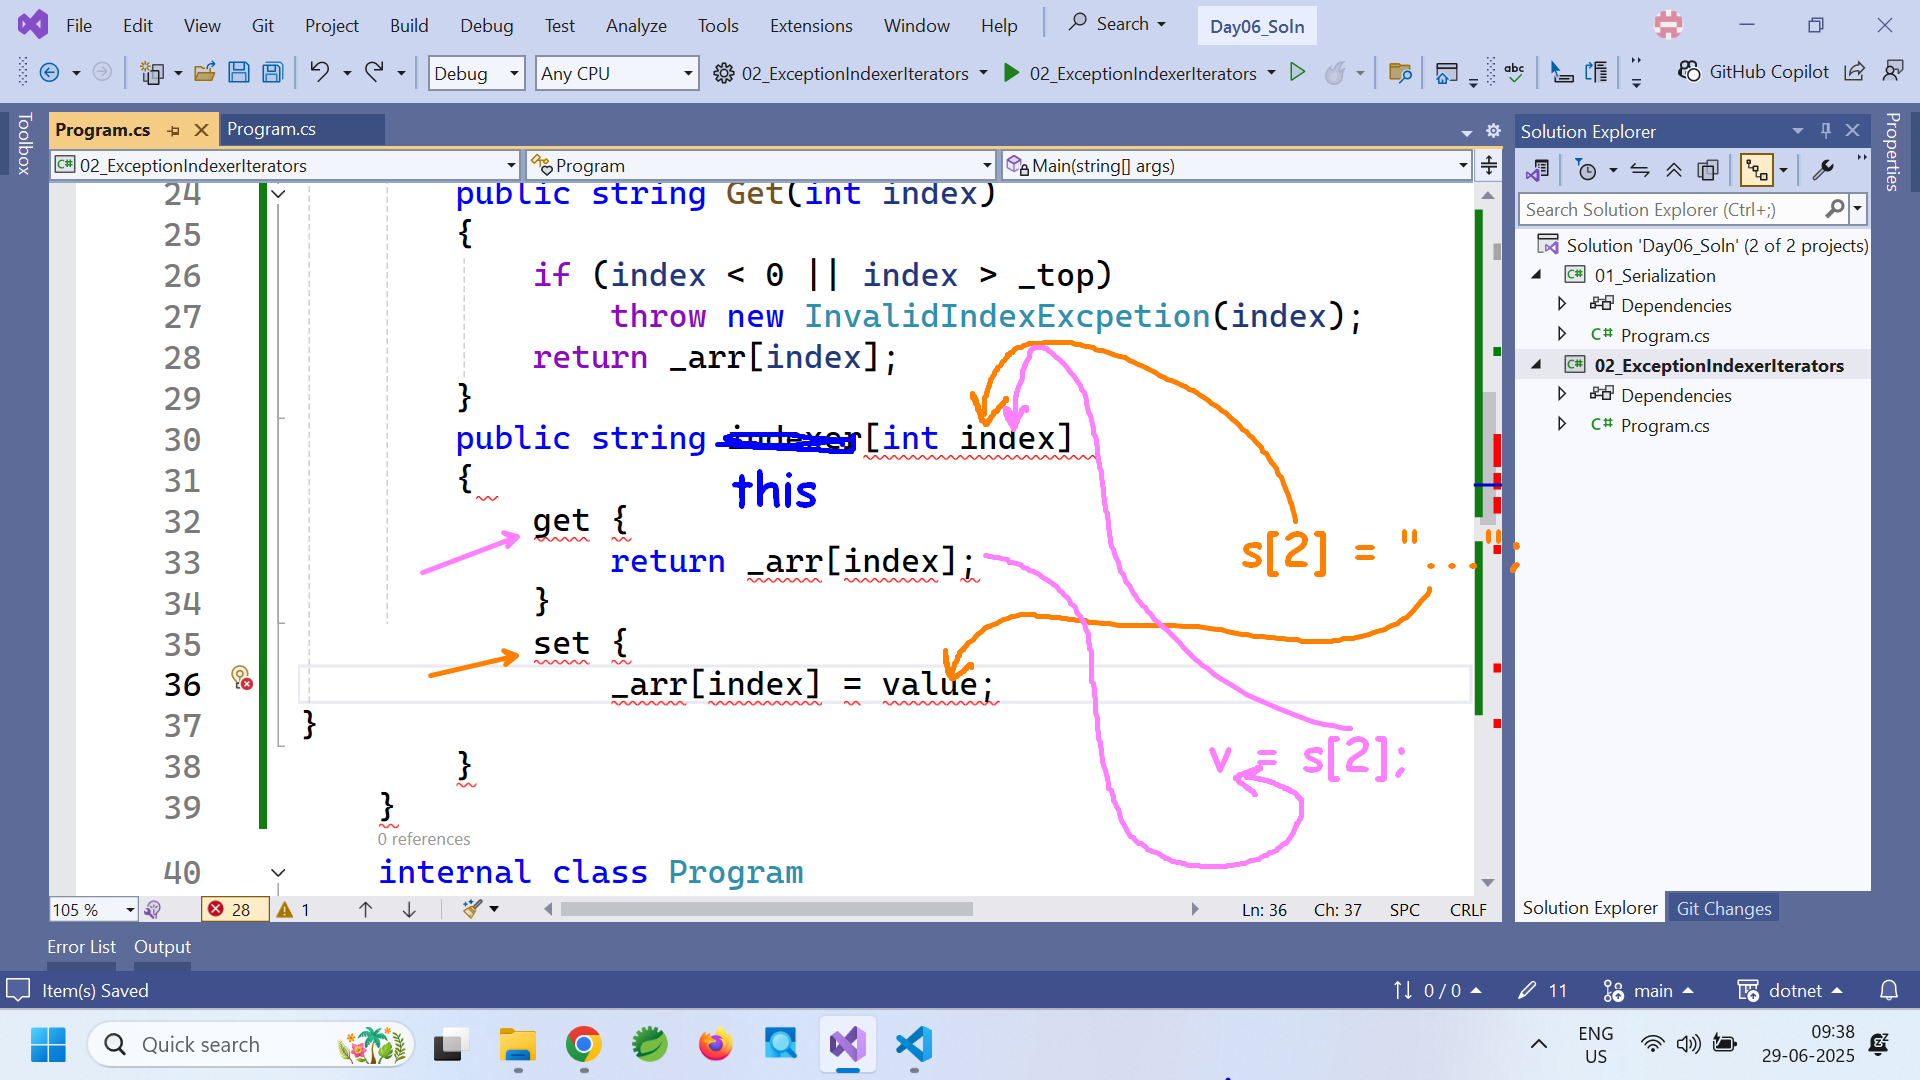 File Edit View Git Project Build Debug Test Analyze Tools Extensions Window Help Search Day06_Soln
Debug Any CPU 02_ExceptionIndexerIterators 02_ExceptionIndexerIterators abc GitHub Copilot
Toolbox
Program.cs Program.cs
C# 02_ExceptionIndexerIterators Program Main(string[] args)
24 public string Get(int index)
25 {
26 if (index < 0 || index > _top)
27 throw new InvalidIndexExcpetion(index);
28 return _arr[index];
29 }
30 public string indexer[int index]
31 {
this
32 get {
33 return _arr[index];
s[2] = "...";
34 }
35 set {
36 _arr[index] = value;
37 }
v = s[2];
38 }
39 }
0 references
40 internal class Program
105 % 28 1 Ln: 36 Ch: 37 SPC CRLF
Solution Explorer
Search Solution Explorer (Ctrl+;)
Solution 'Day06_Soln' (2 of 2 projects)
C# 01_Serialization
Dependencies
C# Program.cs
C# 02_ExceptionIndexerIterators
Dependencies
C# Program.cs
Solution Explorer Git Changes
Properties
Error List Output
Item(s) Saved 0 / 0 11 main dotnet
Quick search ENG US 09:38 29-06-2025